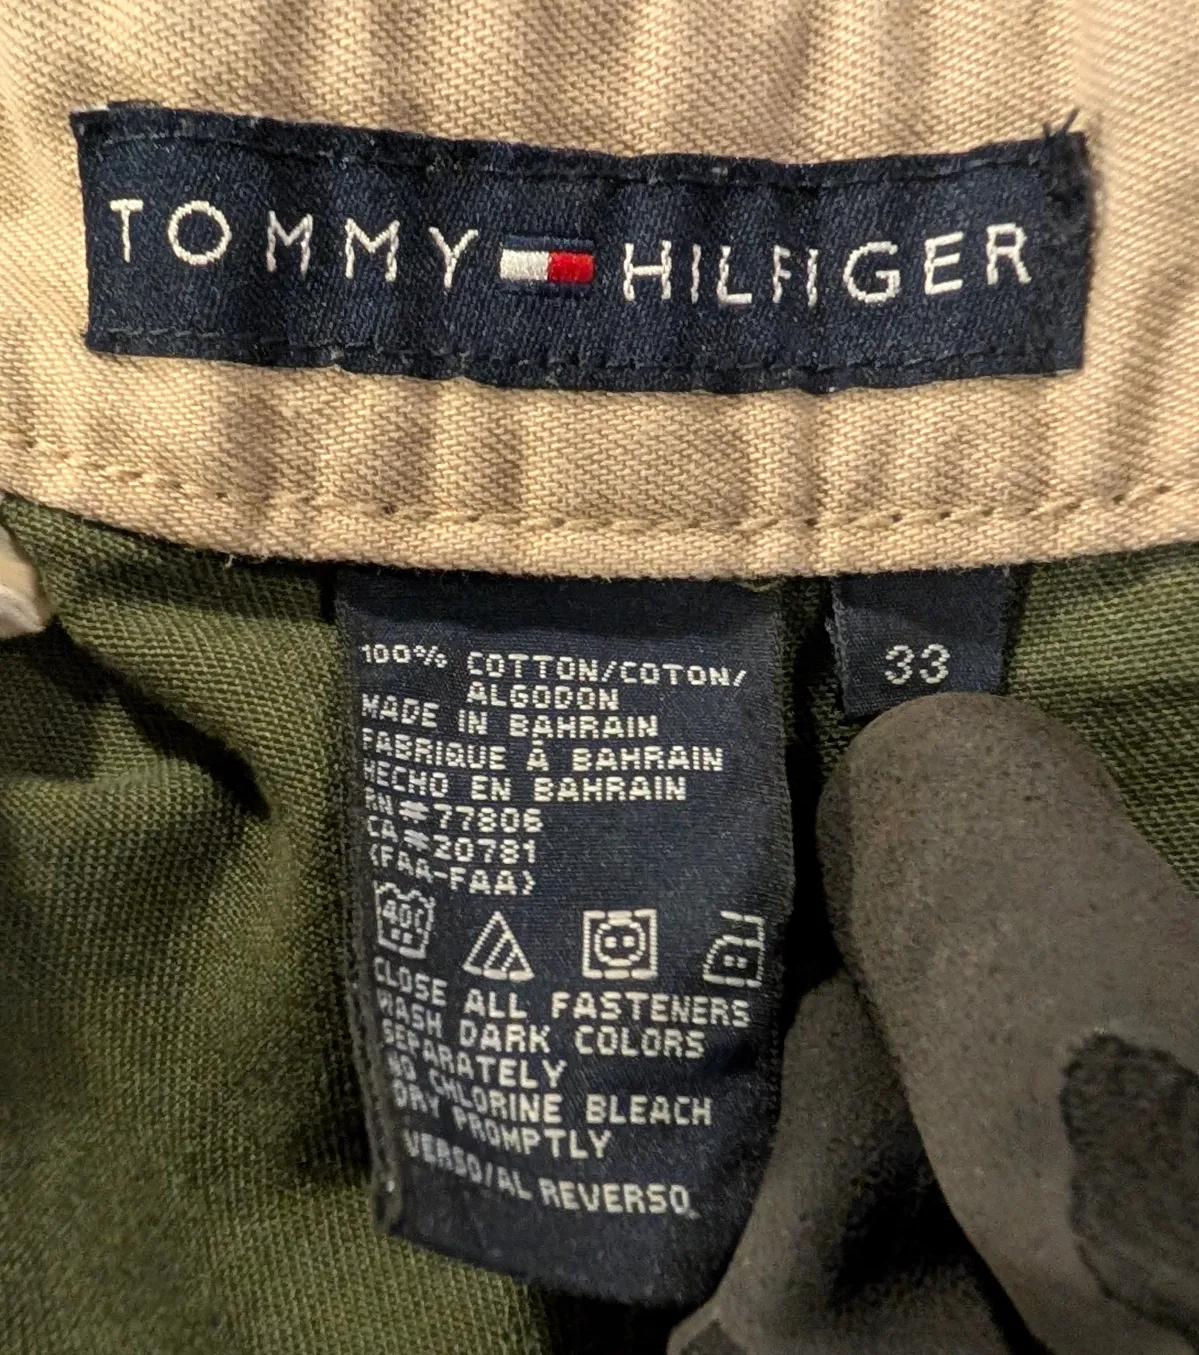 TOMMY HILFIGER
33
100% COTTON/COTON/
ALGODON
MADE IN BAHRAIN
FABRIQUE À BAHRAIN
HECHO EN BAHRAIN
RN#77806
CA#20781
(FAA-FAA)
40C
CLOSE ALL FASTENERS
WASH DARK COLORS
SEPARATELY
NO CHLORINE BLEACH
DRY PROMPTLY
VERSO/AL REVERSO